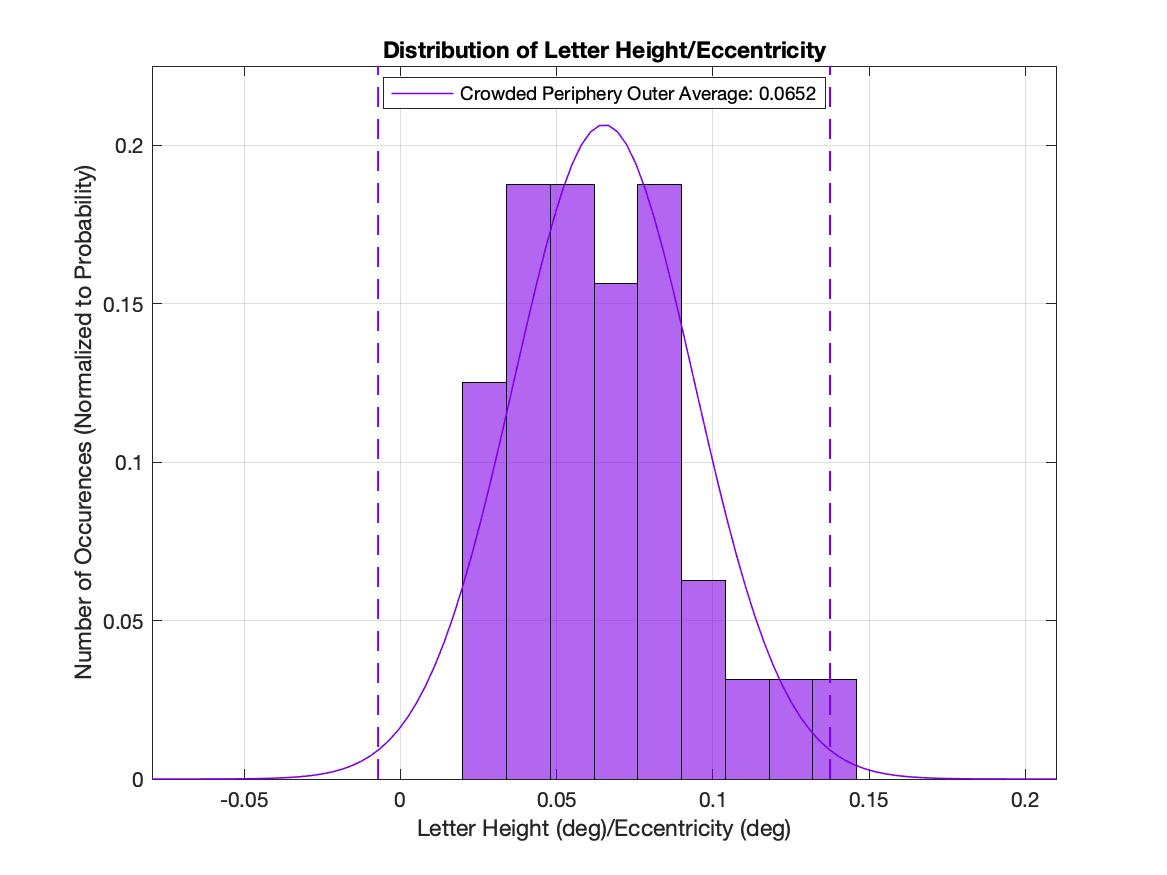 Distribution of Letter Height/Eccentricity
Crowded Periphery Outer Average: 0.0652
Number of Occurences (Normalized to Probability)
0.2
0.15
0.1
0.05
0
-0.05
0
0.05
0.1
0.15
0.2
Letter Height (deg)/Eccentricity (deg)